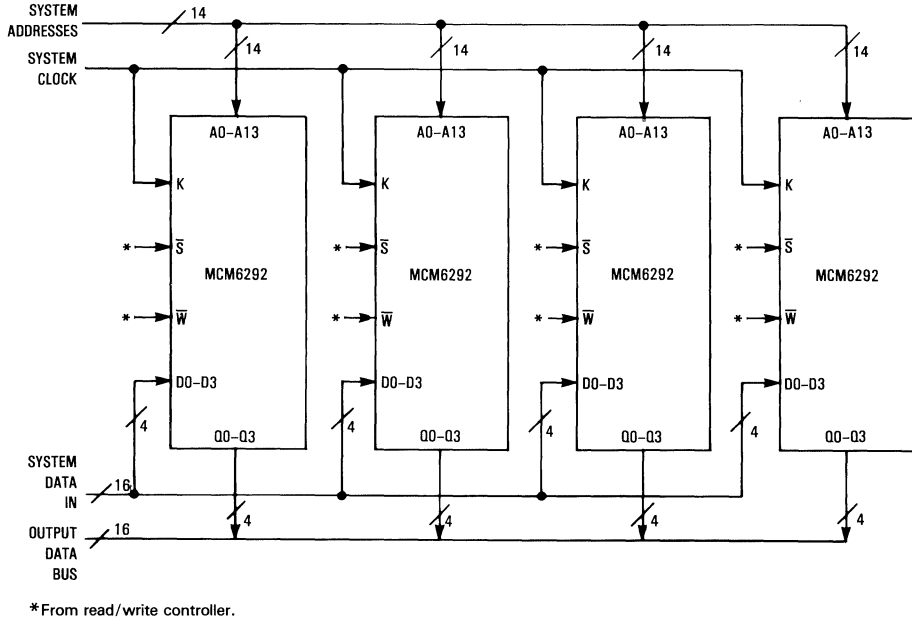 SYSTEM
ADDRESSES
14
14
14
14
14
SYSTEM
CLOCK
A0-A13
A0-A13
A0-A13
A0-A13
K
K
K
K
* S̅
* S̅
* S̅
* S̅
MCM6292
MCM6292
MCM6292
MCM6292
* W̅
* W̅
* W̅
* W̅
D0-D3
D0-D3
D0-D3
D0-D3
4
4
4
4
Q0-Q3
Q0-Q3
Q0-Q3
Q0-Q3
SYSTEM
DATA
IN
16
4
4
4
4
OUTPUT
DATA
BUS
16
*From read/write controller.